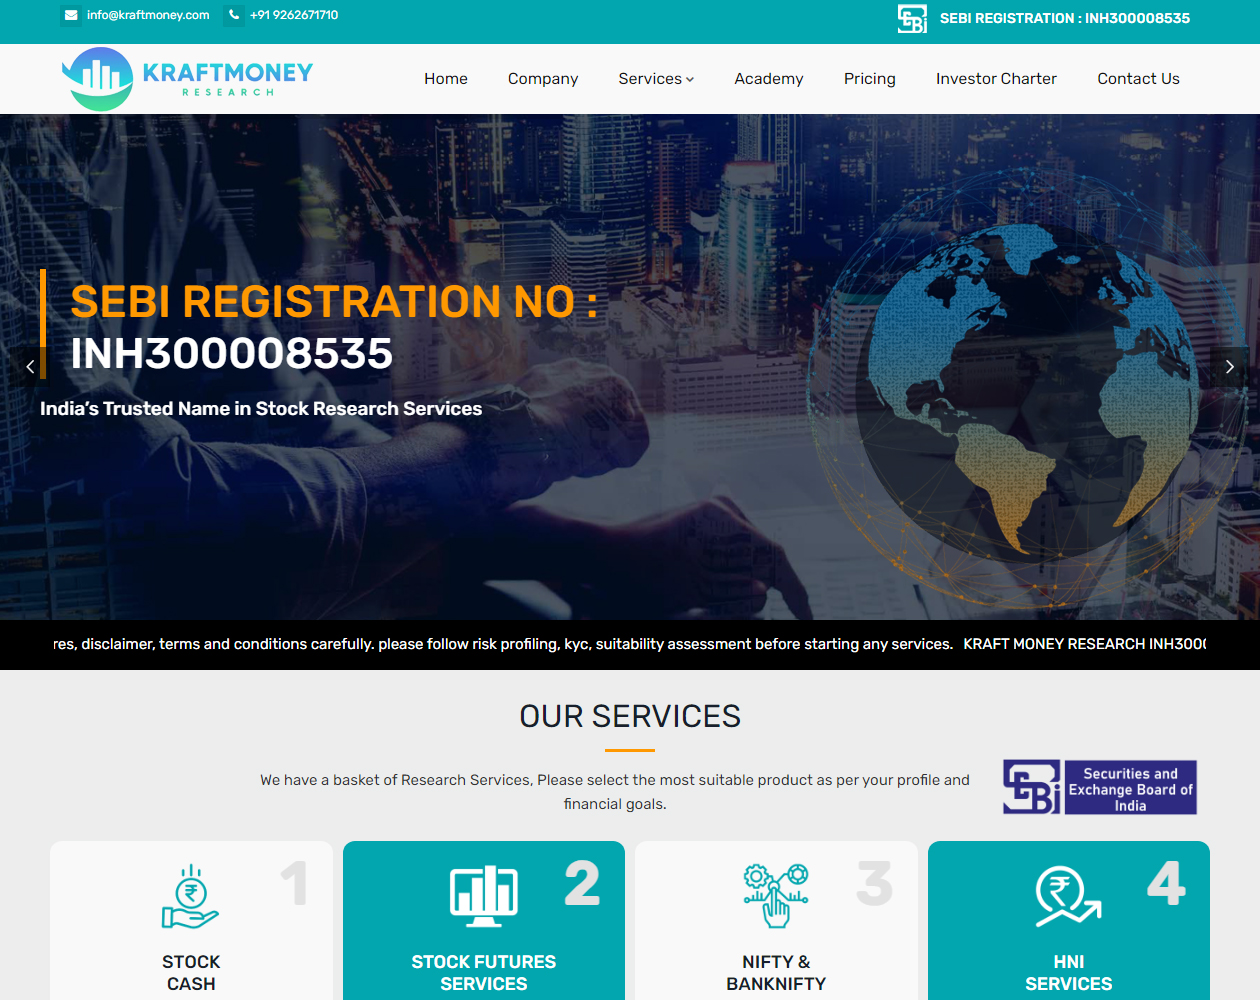 info@kraftmoney.com
+91 9262671710
SEBI
SEBI REGISTRATION : INH300008535
KRAFTMONEY
RESEARCH
Home
Company
Services
Academy
Pricing
Investor Charter
Contact Us
SEBI REGISTRATION NO :
INH300008535
India's Trusted Name in Stock Research Services
res, disclaimer, terms and conditions carefully. please follow risk profiling, kyc, suitability assessment before starting any services. KRAFT MONEY RESEARCH INH300
OUR SERVICES
We have a basket of Research Services, Please select the most suitable product as per your profile and
financial goals.
SEBI
Securities and
Exchange Board of
India
1
STOCK
CASH
2
STOCK FUTURES
SERVICES
3
NIFTY &
BANKNIFTY
4
HNI
SERVICES